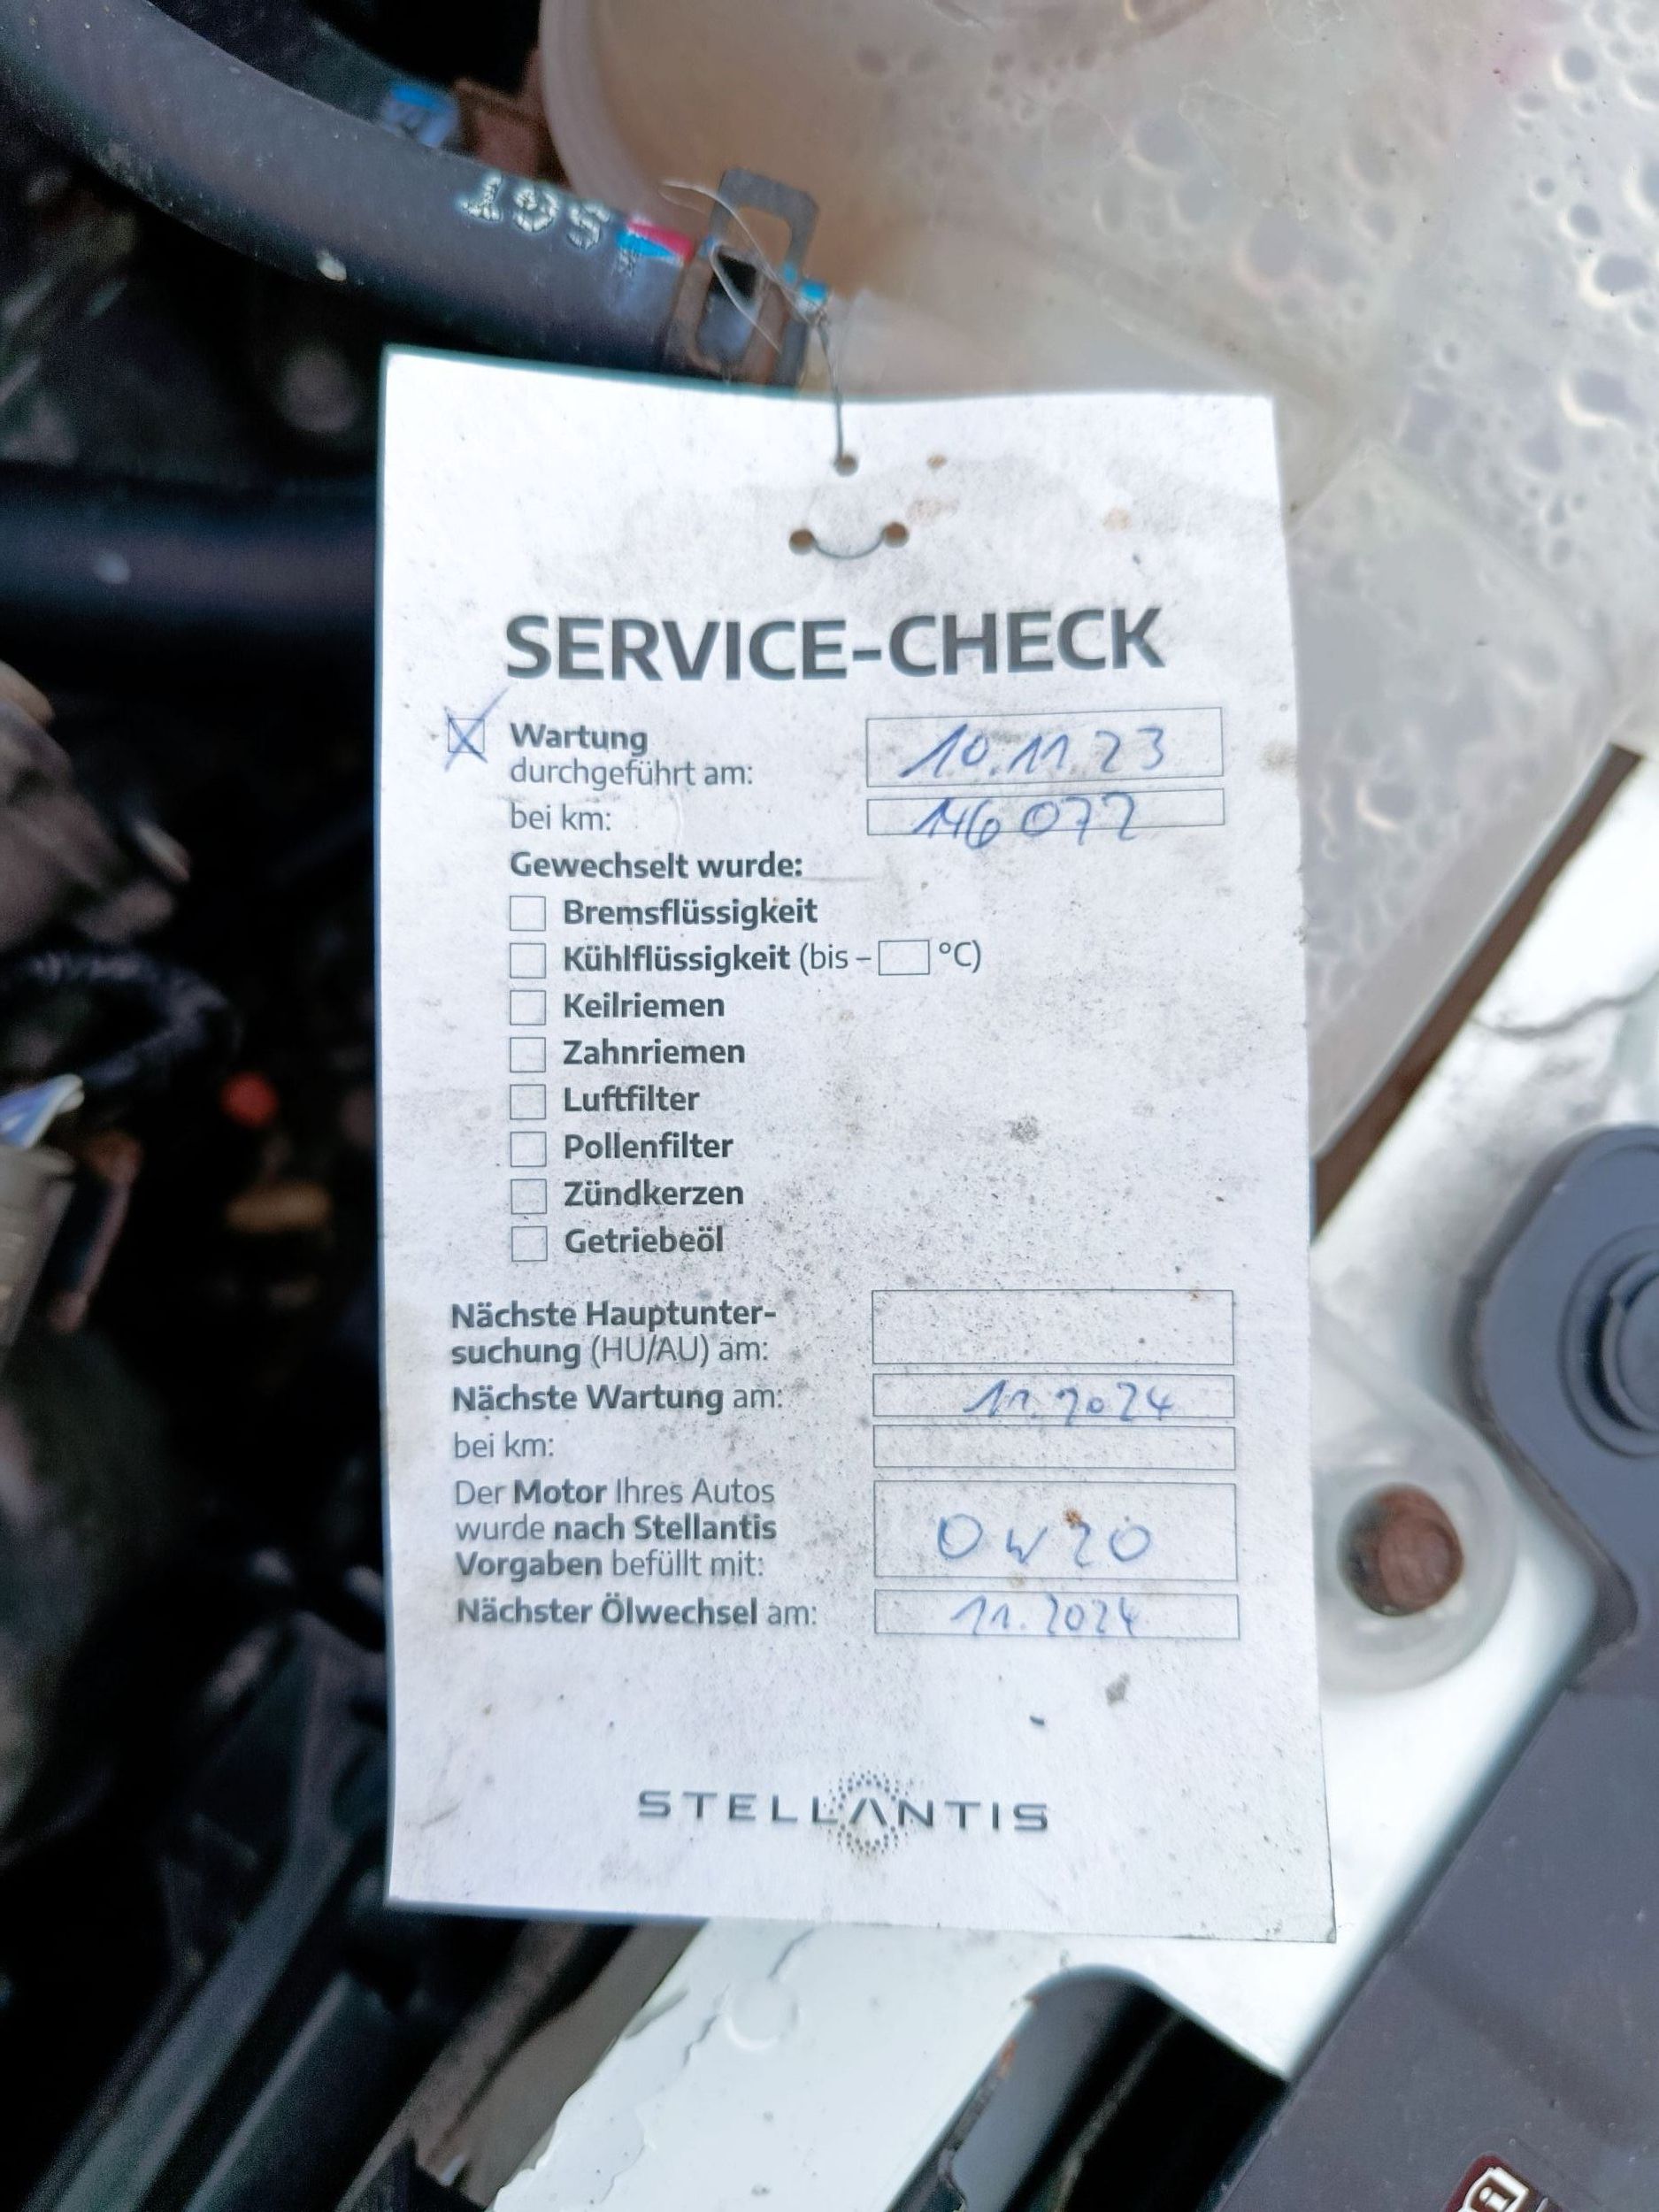 SGT
SERVICE-CHECK
Wartung
durchgeführt am: 10.11.23
bei km: 146072
Gewechselt wurde:
Bremsflüssigkeit
Kühlflüssigkeit (bis – °C)
Keilriemen
Zahnriemen
Luftfilter
Pollenfilter
Zündkerzen
Getriebeöl
Nächste Hauptunter-
suchung (HU/AU) am:
Nächste Wartung am: 11.2024
bei km:
Der Motor Ihres Autos
wurde nach Stellantis
Vorgaben befüllt mit: 0W20
Nächster Ölwechsel am: 11.2024
STELLANTIS